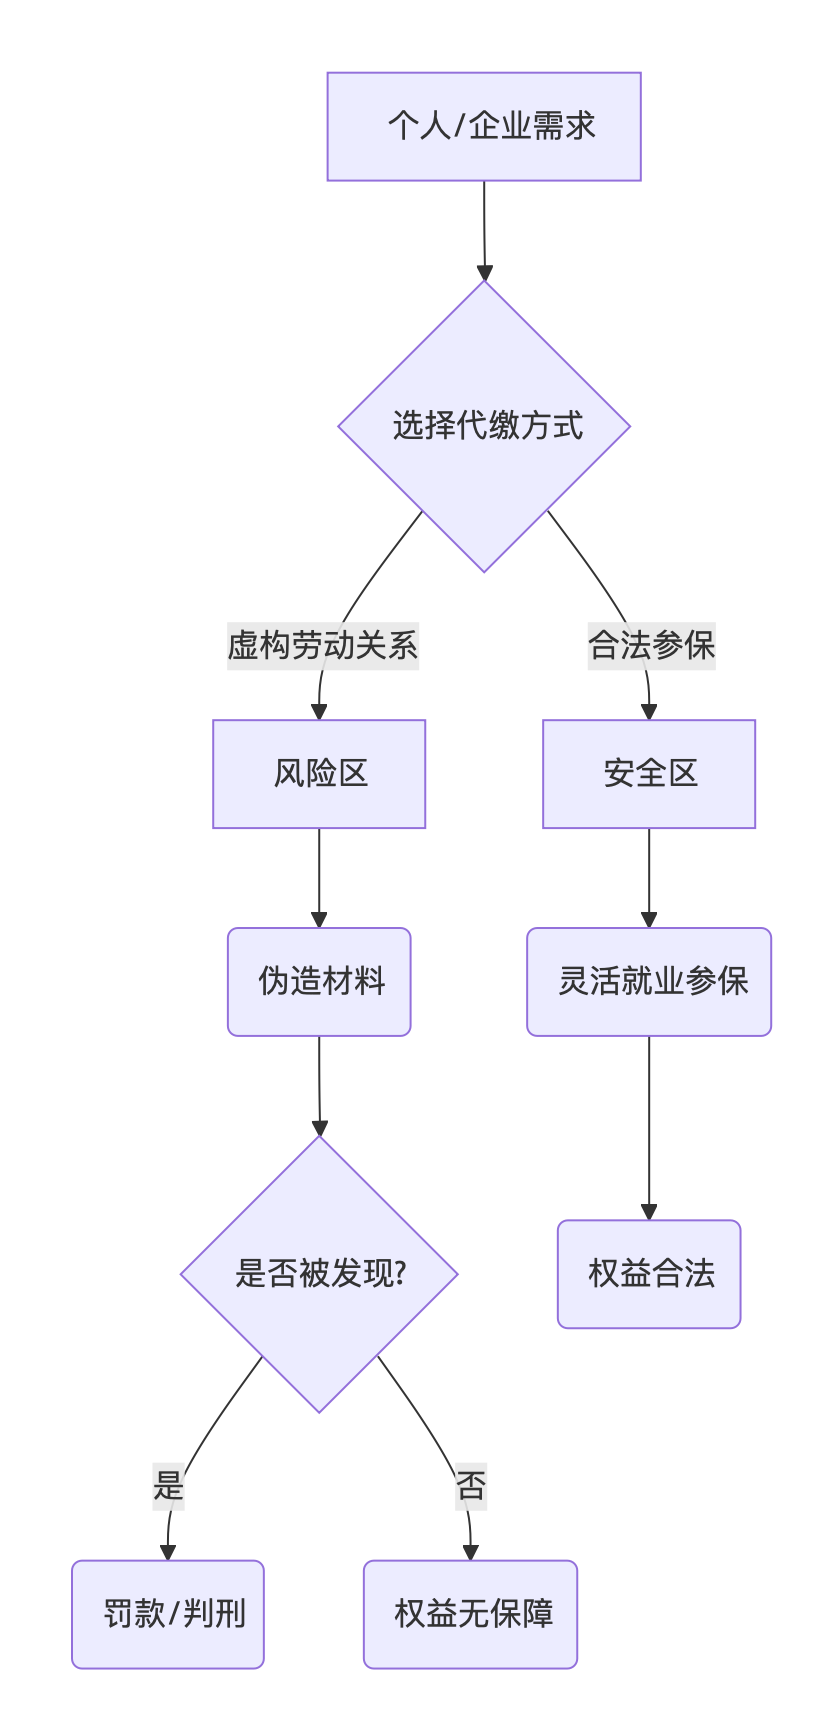 个人/企业需求
选择代缴方式
虚构劳动关系
合法参保
风险区
安全区
伪造材料
灵活就业参保
是否被发现?
权益合法
是
否
罚款/判刑
权益无保障